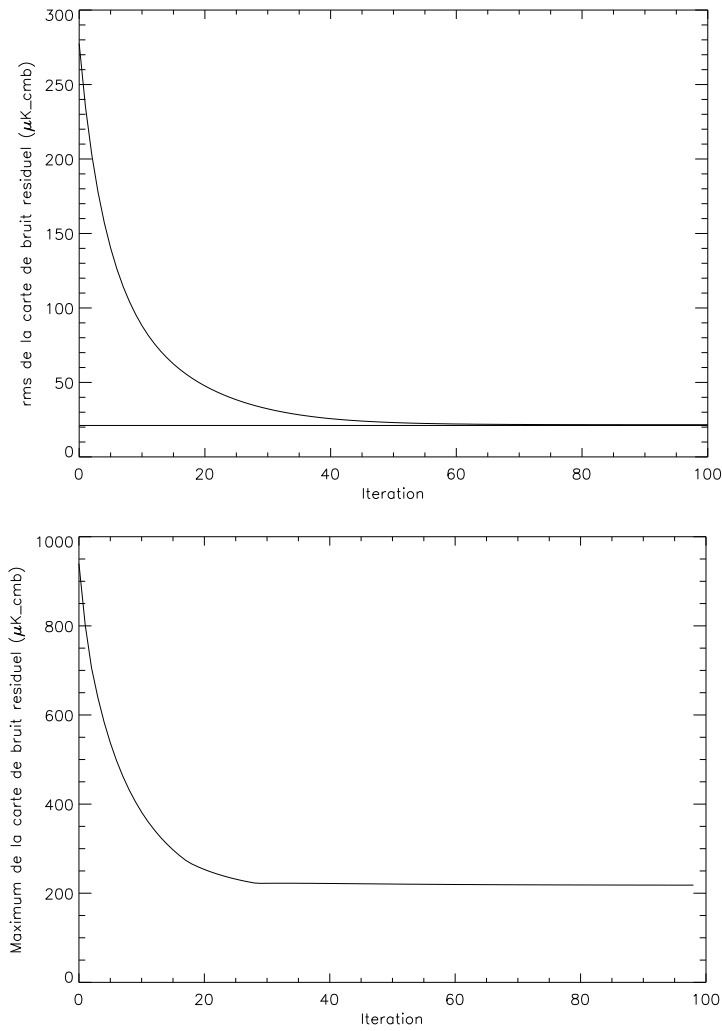 300
250
200
150
100
50
0
rms de la carte de bruit residuel (μK_cmb)
0 20 40 60 80 100
Iteration
1000
800
600
400
200
0
Maximum de la carte de bruit residuel (μK_cmb)
0 20 40 60 80 100
Iteration